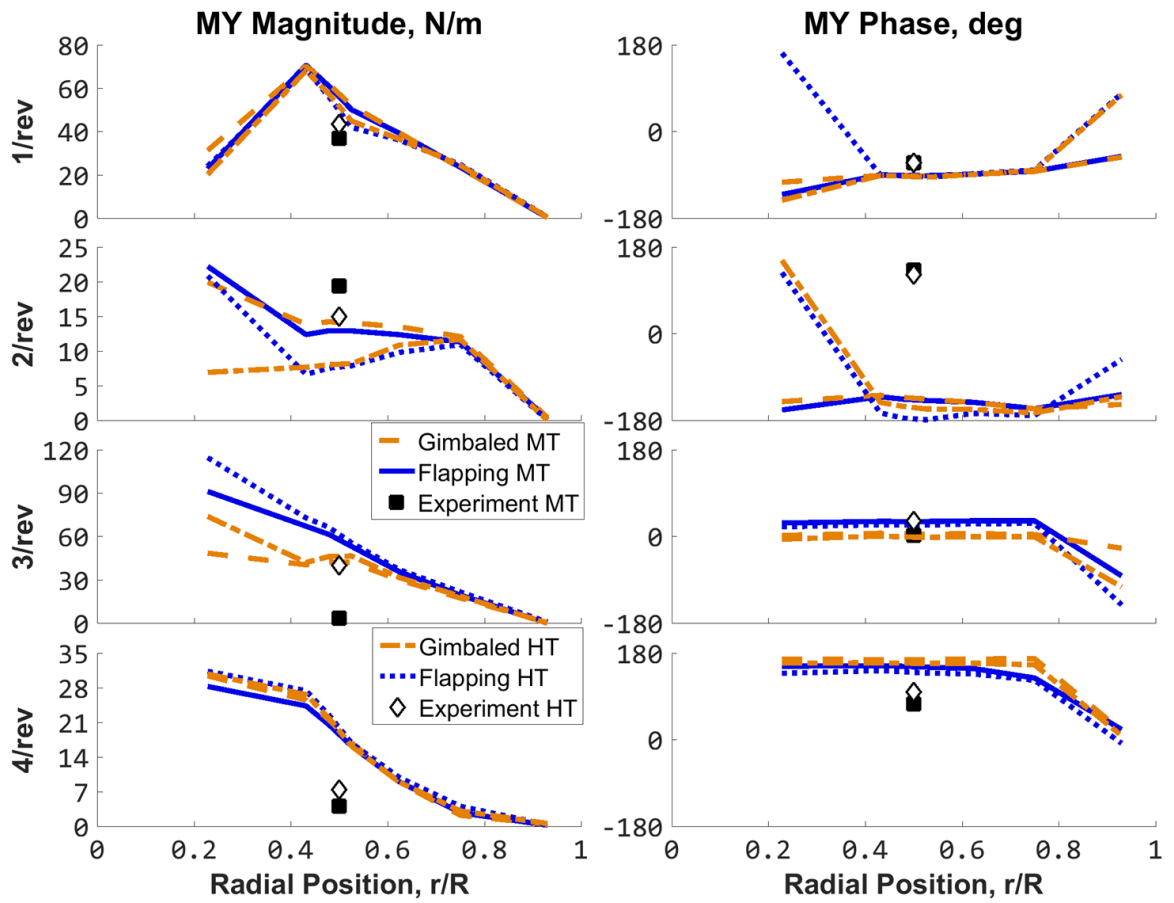 MY Magnitude, N/m
MY Phase, deg
1/rev
80
60
40
20
0
180
0
-180
2/rev
25
20
15
10
5
0
180
0
-180
3/rev
120
90
60
30
0
Gimbaled MT
Flapping MT
Experiment MT
180
0
-180
4/rev
35
28
21
14
7
0
Gimbaled HT
Flapping HT
Experiment HT
180
0
-180
0 0.2 0.4 0.6 0.8 1
0 0.2 0.4 0.6 0.8 1
Radial Position, r/R
Radial Position, r/R